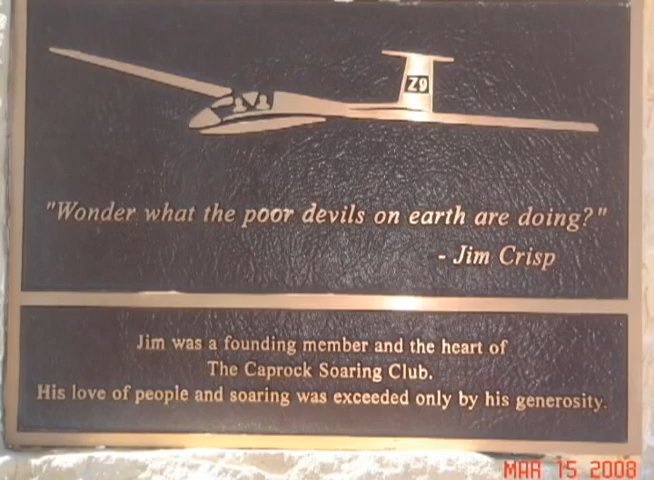 Z9
"Wonder what the poor devils on earth are doing?"
- Jim Crisp
Jim was a founding member and the heart of
The Caprock Soaring Club.
His love of people and soaring was exceeded only by his generosity.
MAR 15 2008